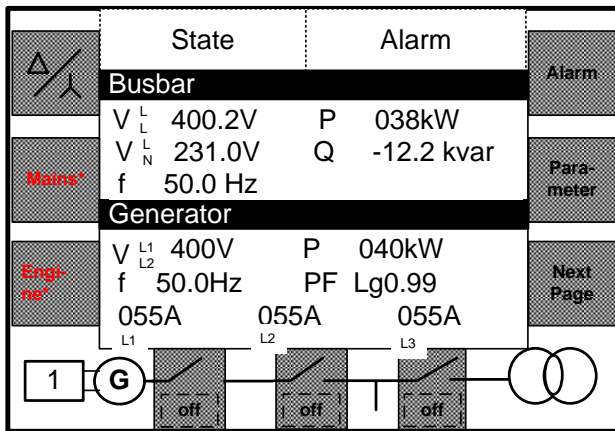 State Alarm
Alarm
Busbar
V L L 400.2V P 038kW
V L N 231.0V Q -12.2 kvar
f 50.0 Hz
Mains*
Para-
meter
Generator
V L1 L2 400V P 040kW
f 50.0Hz PF Lg0.99
Engi-
ne*
Next
Page
055A 055A 055A
L1 L2 L3
1 G
off off off